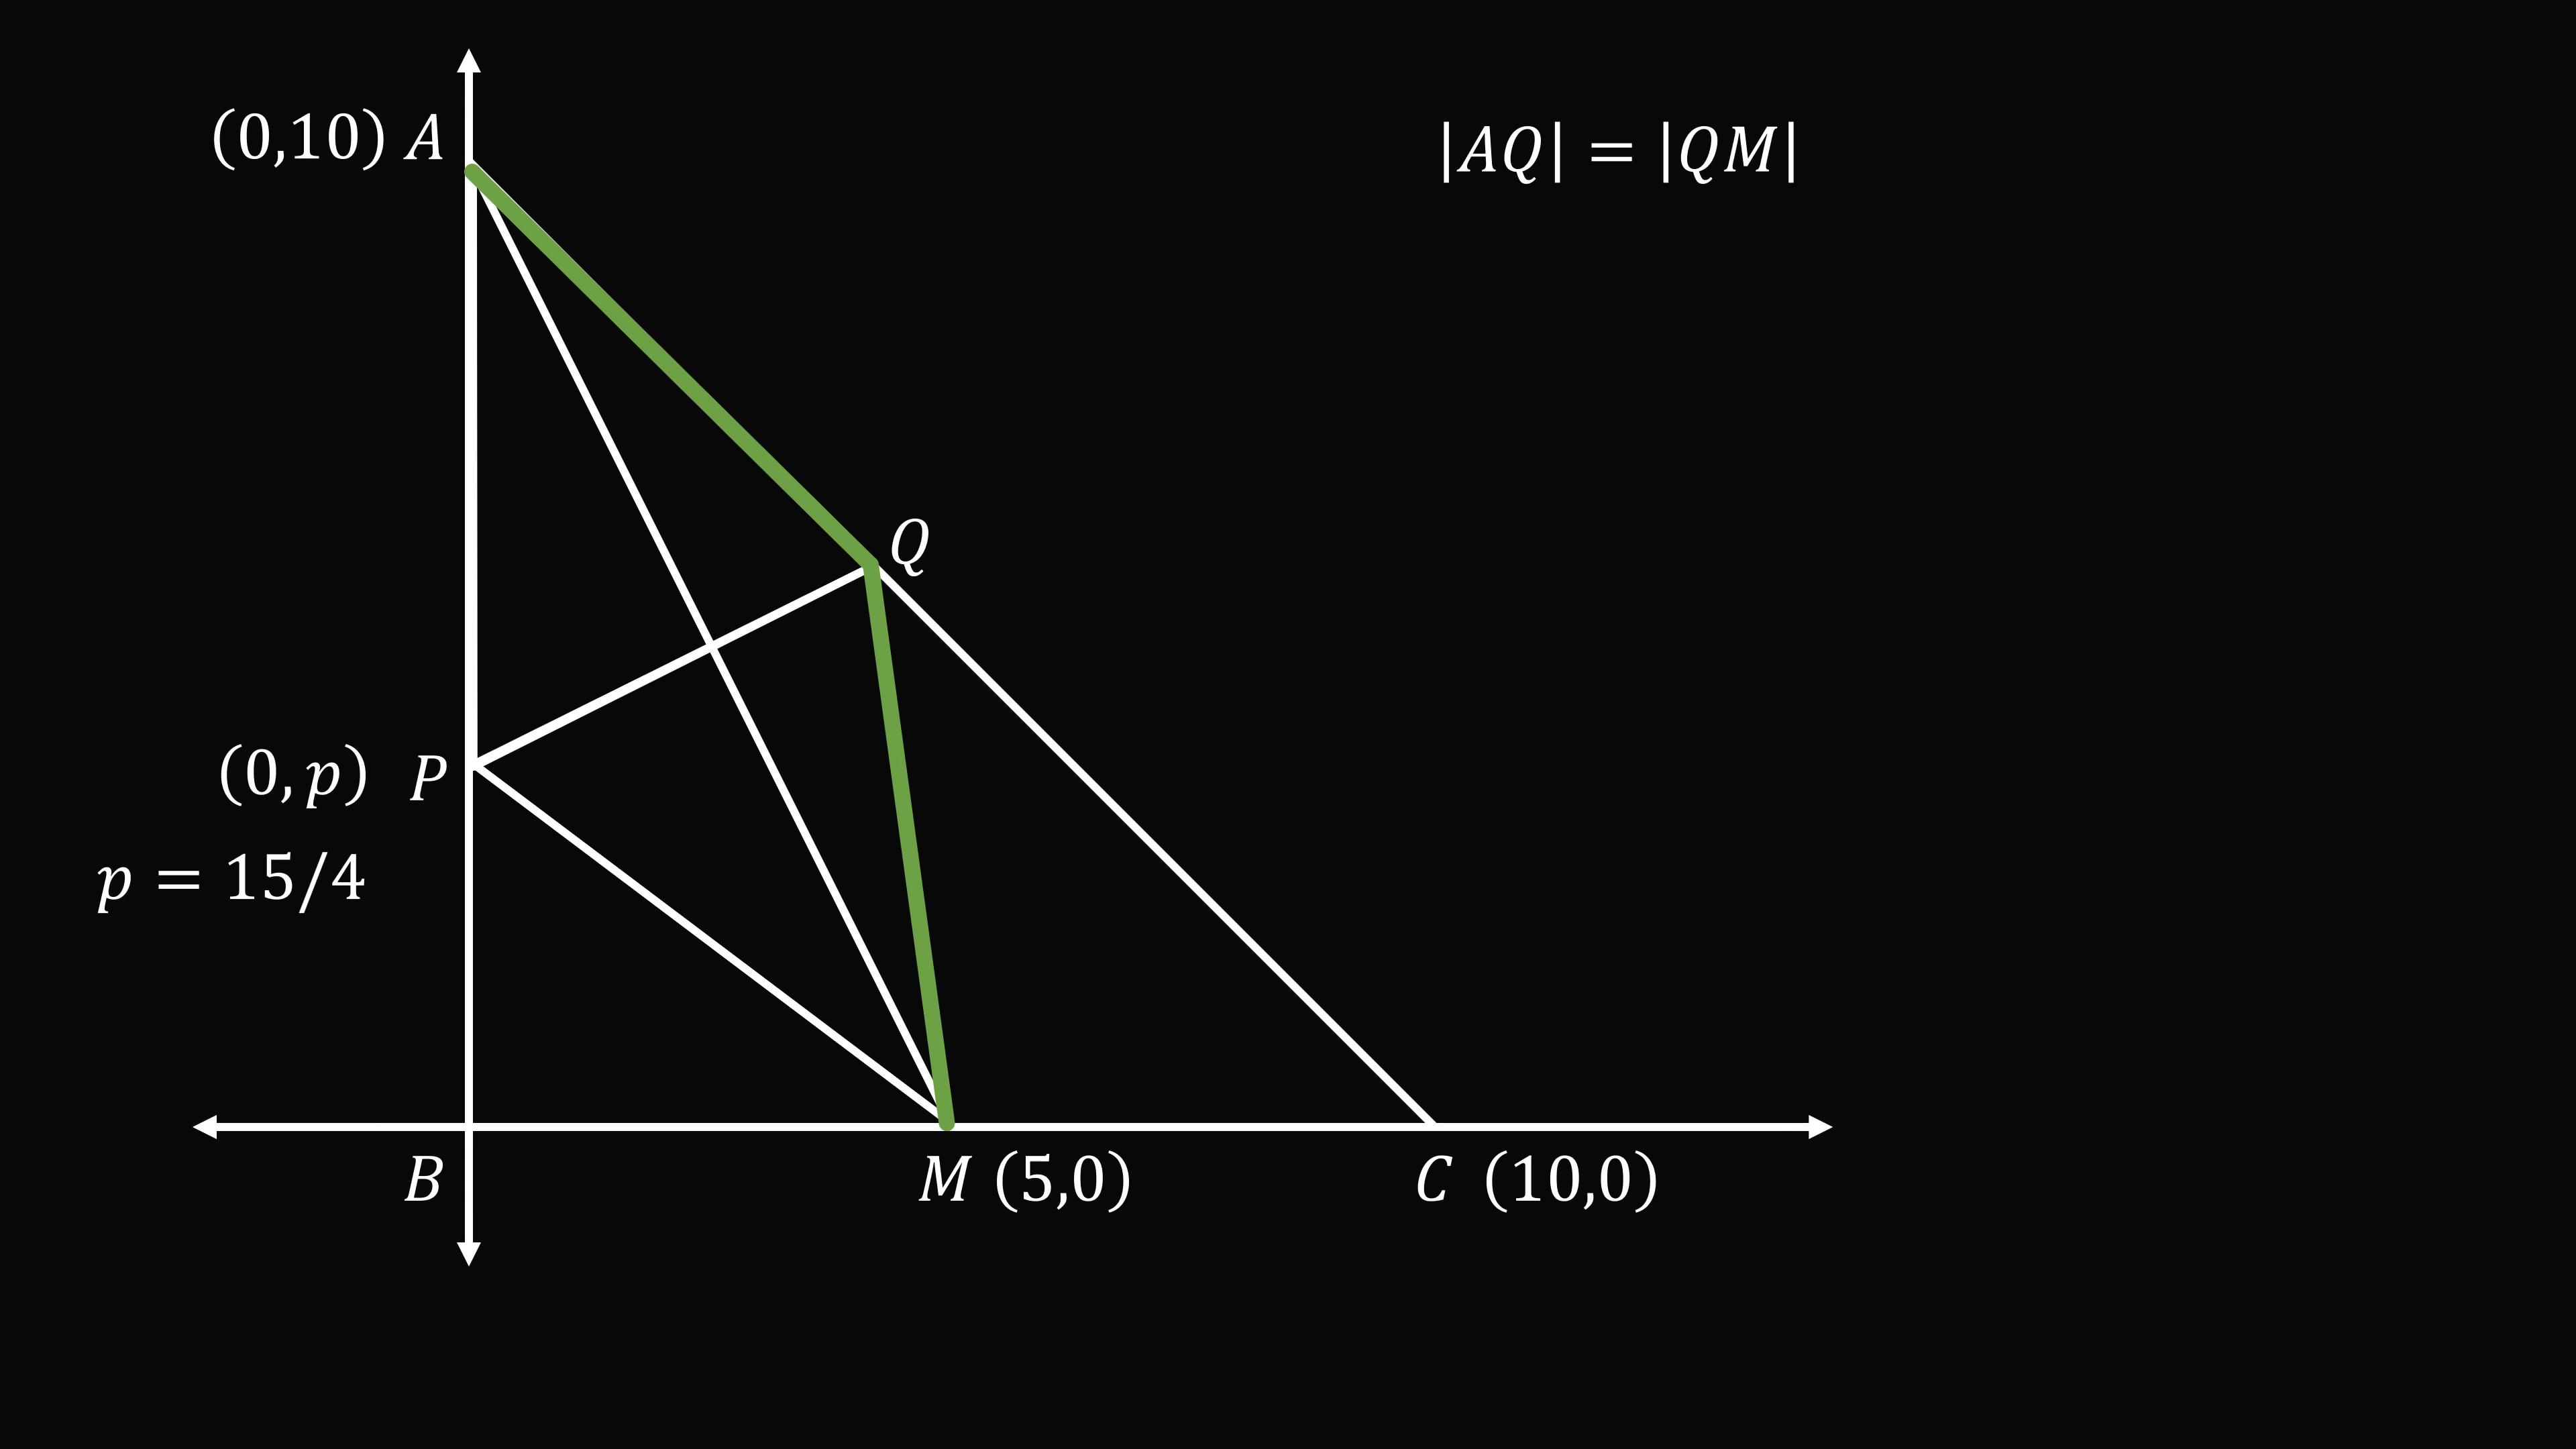 (0,10) A
|AQ| = |QM|
Q
(0, p) P
p = 15/4
B
M (5,0)
C (10,0)